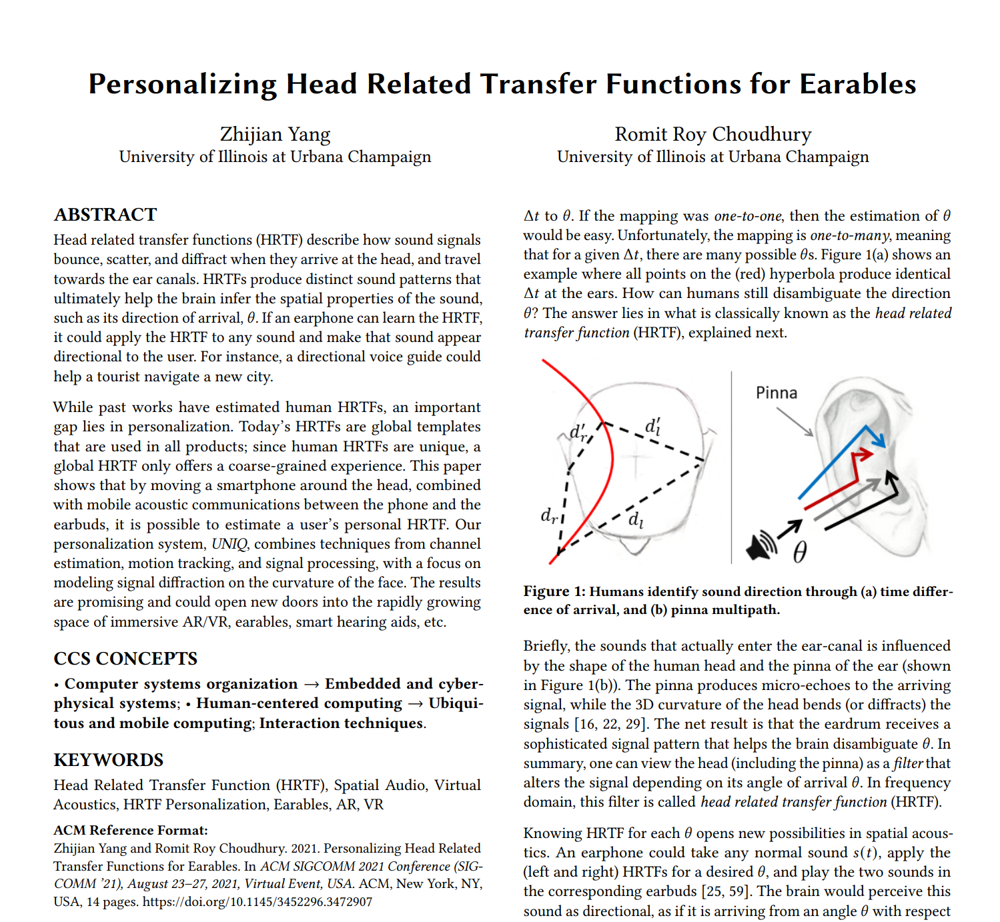 Personalizing Head Related Transfer Functions for Earables
Zhijian Yang
University of Illinois at Urbana Champaign
Romit Roy Choudhury
University of Illinois at Urbana Champaign
ABSTRACT
Head related transfer functions (HRTF) describe how sound signals
bounce, scatter, and diffract when they arrive at the head, and travel
towards the ear canals. HRTFs produce distinct sound patterns that
ultimately help the brain infer the spatial properties of the sound,
such as its direction of arrival, θ. If an earphone can learn the HRTF,
it could apply the HRTF to any sound and make that sound appear
directional to the user. For instance, a directional voice guide could
help a tourist navigate a new city.
While past works have estimated human HRTFs, an important
gap lies in personalization. Today's HRTFs are global templates
that are used in all products; since human HRTFs are unique, a
global HRTF only offers a coarse-grained experience. This paper
shows that by moving a smartphone around the head, combined
with mobile acoustic communications between the phone and the
earbuds, it is possible to estimate a user's personal HRTF. Our
personalization system, UNIQ, combines techniques from channel
estimation, motion tracking, and signal processing, with a focus on
modeling signal diffraction on the curvature of the face. The results
are promising and could open new doors into the rapidly growing
space of immersive AR/VR, earables, smart hearing aids, etc.
CCS CONCEPTS
• Computer systems organization → Embedded and cyber-
physical systems; • Human-centered computing → Ubiqui-
tous and mobile computing; Interaction techniques.
KEYWORDS
Head Related Transfer Function (HRTF), Spatial Audio, Virtual
Acoustics, HRTF Personalization, Earables, AR, VR
ACM Reference Format:
Zhijian Yang and Romit Roy Choudhury. 2021. Personalizing Head Related
Transfer Functions for Earables. In ACM SIGCOMM 2021 Conference (SIG-
COMM '21), August 23–27, 2021, Virtual Event, USA. ACM, New York, NY,
USA, 14 pages. https://doi.org/10.1145/3452296.3472907
Δt to θ. If the mapping was one-to-one, then the estimation of θ
would be easy. Unfortunately, the mapping is one-to-many, meaning
that for a given Δt, there are many possible θs. Figure 1(a) shows an
example where all points on the (red) hyperbola produce identical
Δt at the ears. How can humans still disambiguate the direction
θ? The answer lies in what is classically known as the head related
transfer function (HRTF), explained next.
d'r
d'l
dr
dl
Pinna
θ
Figure 1: Humans identify sound direction through (a) time differ-
ence of arrival, and (b) pinna multipath.
Briefly, the sounds that actually enter the ear-canal is influenced
by the shape of the human head and the pinna of the ear (shown
in Figure 1(b)). The pinna produces micro-echoes to the arriving
signal, while the 3D curvature of the head bends (or diffracts) the
signals [16, 22, 29]. The net result is that the eardrum receives a
sophisticated signal pattern that helps the brain disambiguate θ. In
summary, one can view the head (including the pinna) as a filter that
alters the signal depending on its angle of arrival θ. In frequency
domain, this filter is called head related transfer function (HRTF).
Knowing HRTF for each θ opens new possibilities in spatial acous-
tics. An earphone could take any normal sound s(t), apply the
(left and right) HRTFs for a desired θ, and play the two sounds in
the corresponding earbuds [25, 59]. The brain would perceive this
sound as directional, as if it is arriving from an angle θ with respect